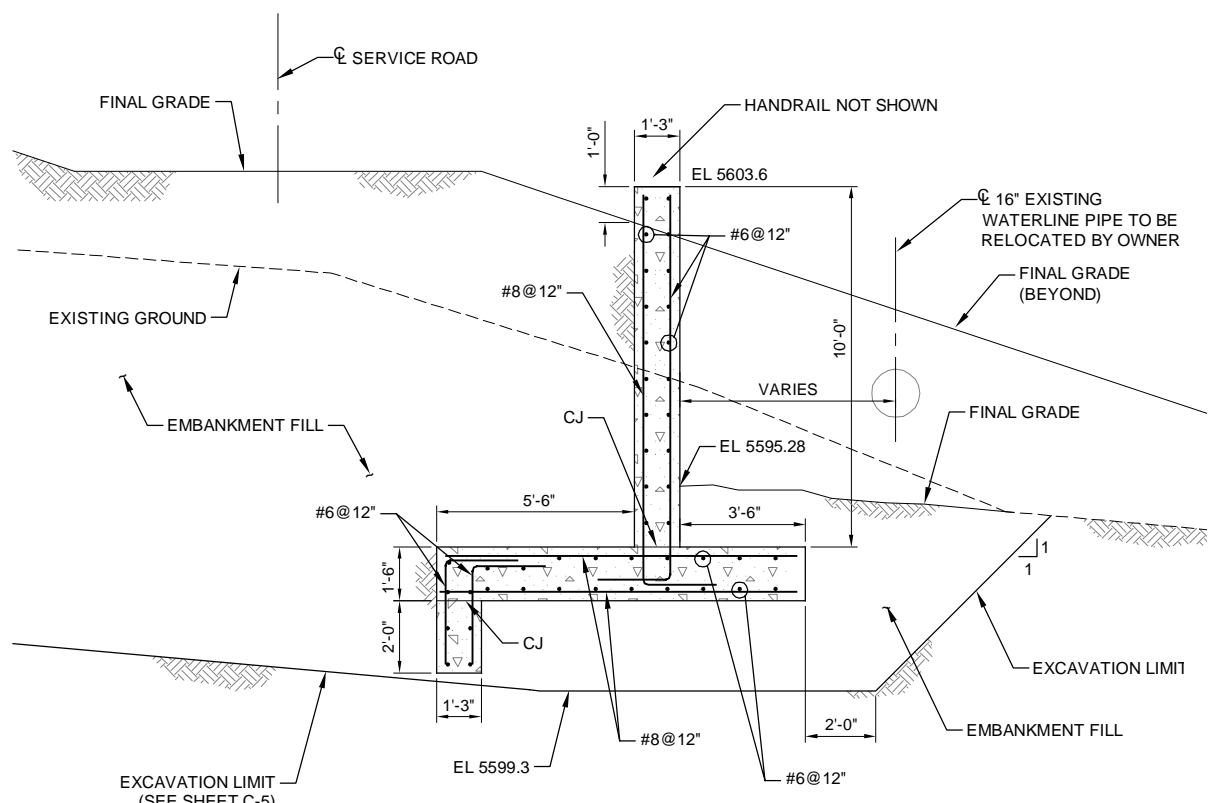 ℄ SERVICE ROAD
FINAL GRADE
HANDRAIL NOT SHOWN
1'-3"
1'-0"
EL 5603.6
℄ 16" EXISTING
WATERLINE PIPE TO BE
RELOCATED BY OWNER
#6@12"
FINAL GRADE
(BEYOND)
#8@12"
EXISTING GROUND
10'-0"
VARIES
CJ
FINAL GRADE
EMBANKMENT FILL
EL 5595.28
5'-6"
3'-6"
#6@12"
1
1
1'-6"
2'-0"
CJ
EXCAVATION LIMIT
1'-3"
#8@12"
2'-0"
EMBANKMENT FILL
EL 5599.3
#6@12"
EXCAVATION LIMIT
(SEE SHEET C-5)